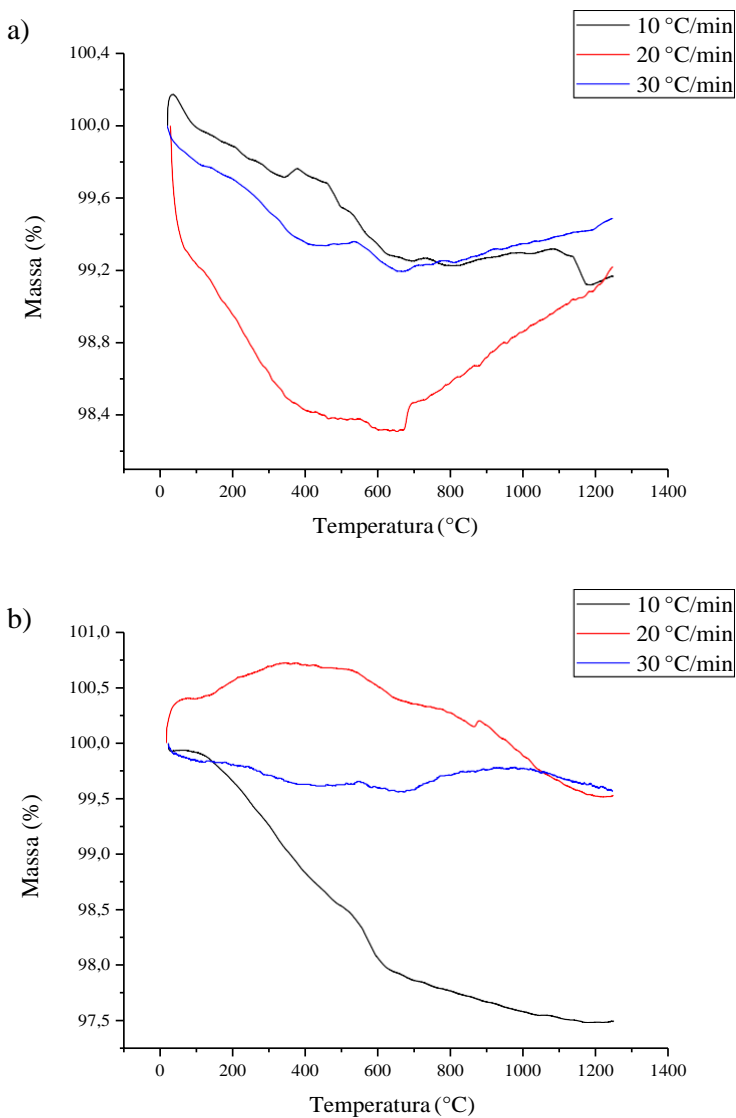 a)
10 °C/min
20 °C/min
30 °C/min
100,4
100,0
99,6
99,2
98,8
98,4
Massa (%)
0 200 400 600 800 1000 1200 1400
Temperatura (°C)
b)
10 °C/min
20 °C/min
30 °C/min
101,0
100,5
100,0
99,5
99,0
98,5
98,0
97,5
Massa (%)
0 200 400 600 800 1000 1200 1400
Temperatura (°C)